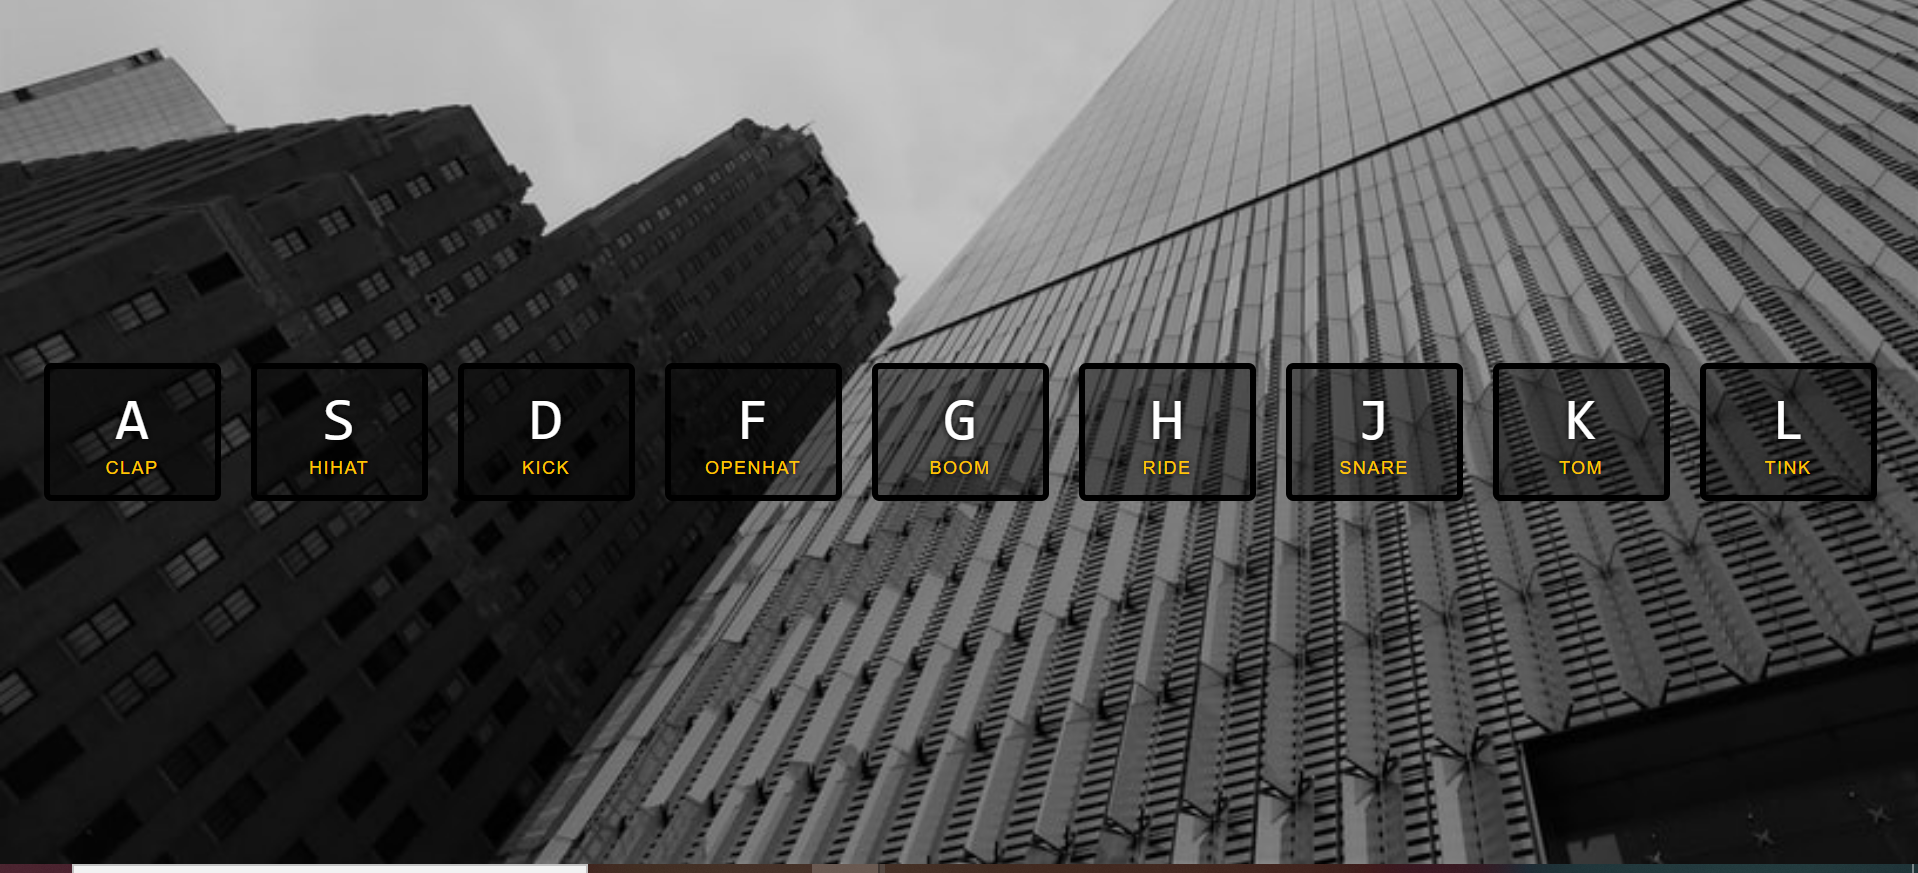 A S D F G H J K L
CLAP HIHAT KICK OPENHAT BOOM RIDE SNARE TOM TINK